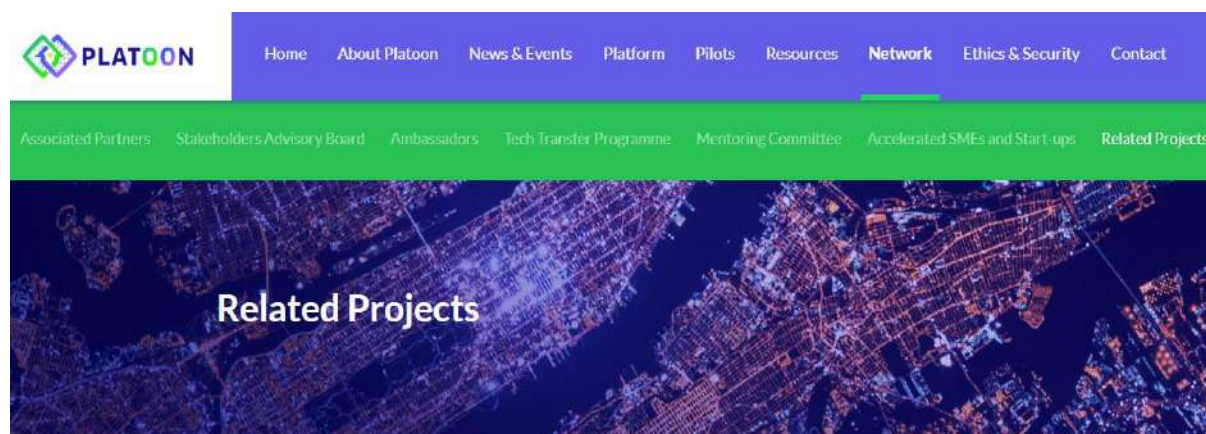 PLATOON
Home About Platoon News & Events Platform Pilots Resources Network Ethics & Security Contact
Associated Partners Stakeholders Advisory Board Ambassadors Tech Transfer Programme Mentoring Committee Accelerated SMEs and Start-ups Related Projects
Related Projects